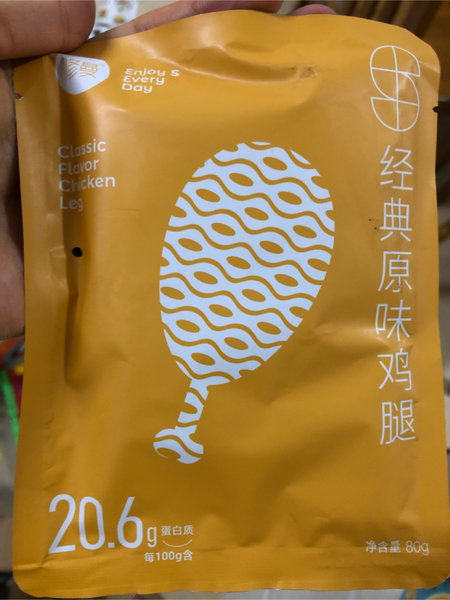 Enjoy S
Every
Day
Classic
Flavor
Chicken
Leg
经典原味鸡腿
20.6g
蛋白质
每100g含
净含量 80g